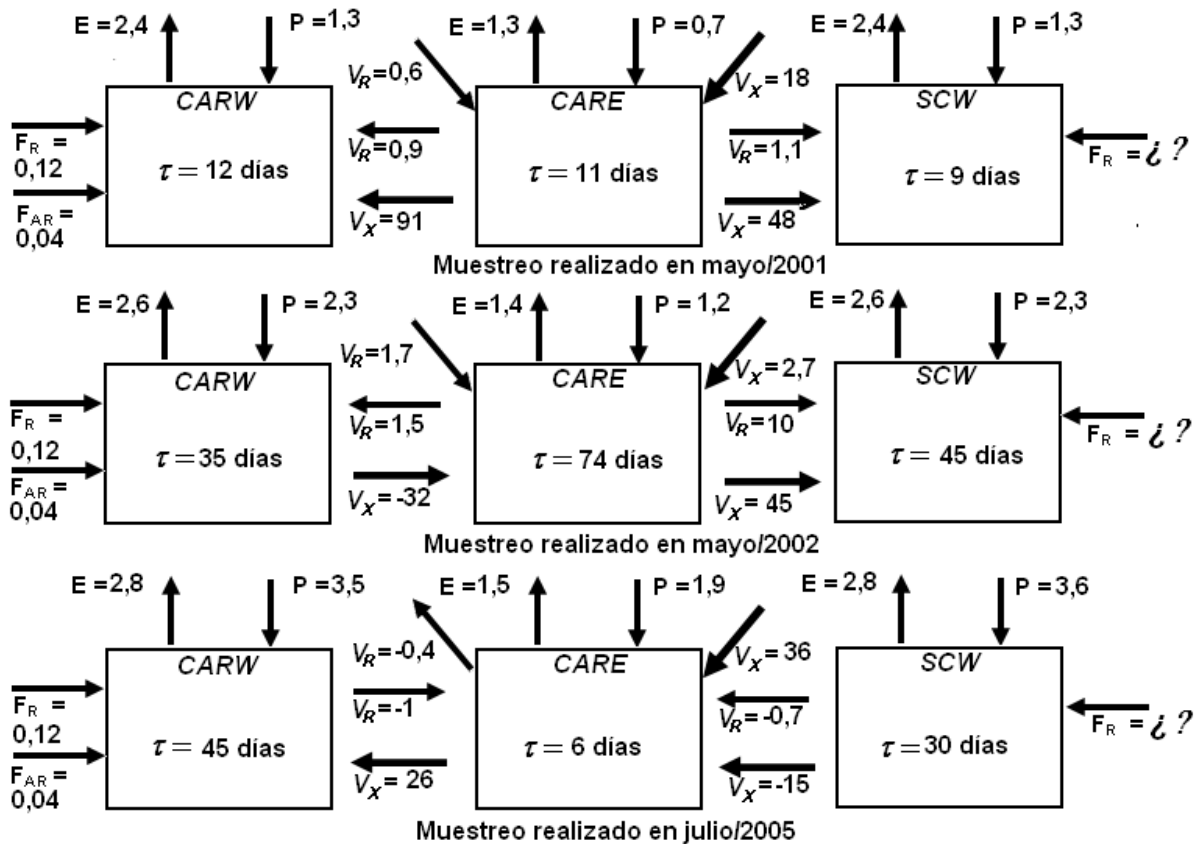 E = 2,4
P = 1,3
E = 1,3
P = 0,7
E = 2,4
P = 1,3
CARW
V_R = 0,6
CARE
V_X = 18
SCW
F_R = 0,12
V_R = 0,9
V_R = 1,1
F_R = ¿ ?
τ = 12 días
τ = 11 días
τ = 9 días
F_AR = 0,04
V_X = 91
V_X = 48
Muestreo realizado en mayo/2001
E = 2,6
P = 2,3
E = 1,4
P = 1,2
E = 2,6
P = 2,3
CARW
V_R = 1,7
CARE
V_X = 2,7
SCW
F_R = 0,12
V_R = 1,5
V_R = 10
F_R = ¿ ?
τ = 35 días
τ = 74 días
τ = 45 días
F_AR = 0,04
V_X = -32
V_X = 45
Muestreo realizado en mayo/2002
E = 2,8
P = 3,5
E = 1,5
P = 1,9
E = 2,8
P = 3,6
CARW
V_R = -0,4
CARE
V_X = 36
SCW
F_R = 0,12
V_R = -1
V_R = -0,7
F_R = ¿ ?
τ = 45 días
τ = 6 días
τ = 30 días
F_AR = 0,04
V_X = 26
V_X = -15
Muestreo realizado en julio/2005